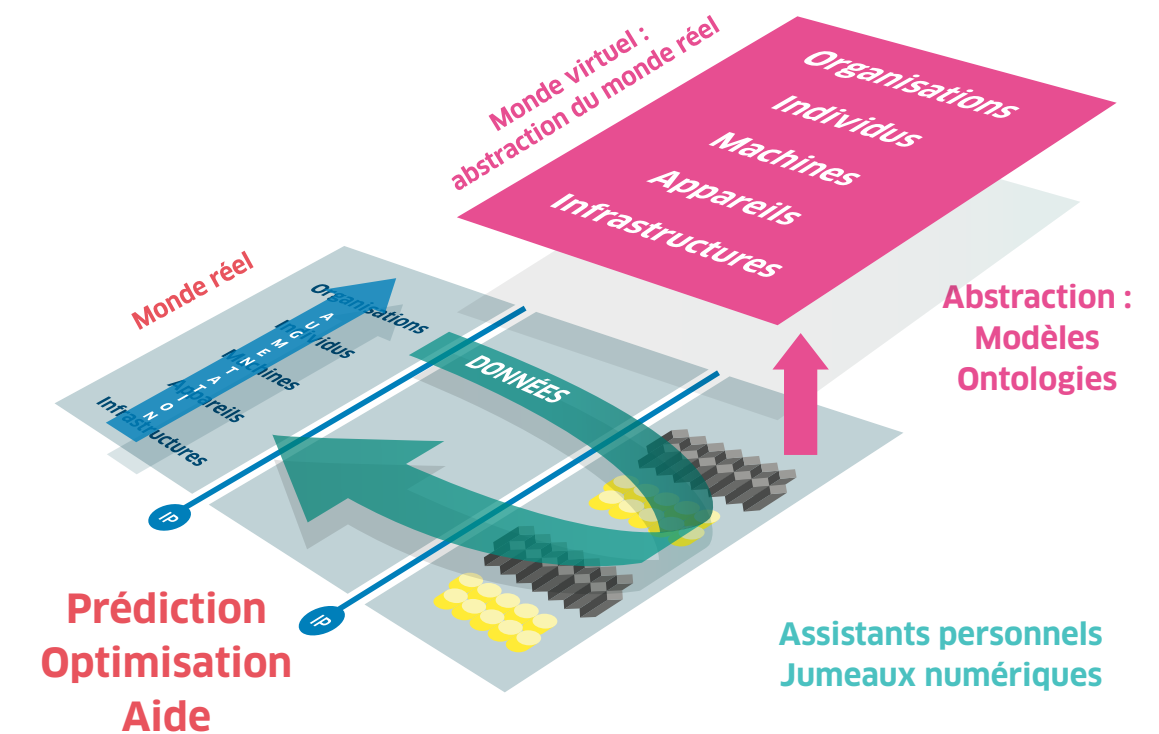 Monde virtuel :
abstraction du monde réel
Organisations
Individus
Machines
Appareils
Infrastructures
Monde réel
Organisations
Individus
Machines
Appareils
Infrastructures
AUGMENTATION
DONNÉES
IP
IP
Abstraction :
Modèles
Ontologies
Prédiction
Optimisation
Aide
Assistants personnels
Jumeaux numériques